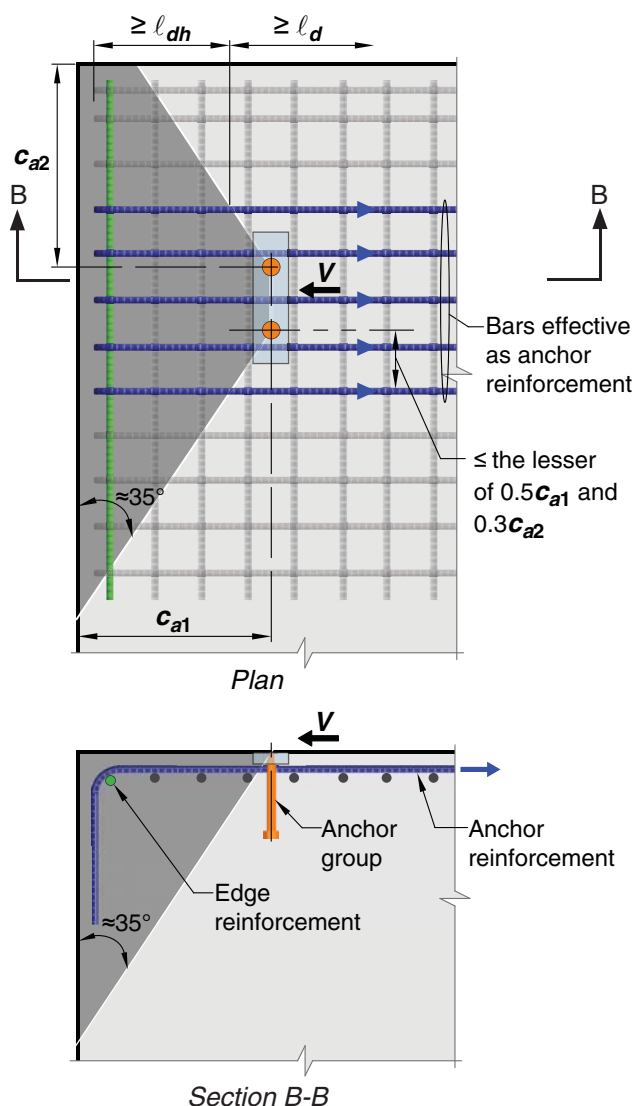 ≥ ℓdh
≥ ℓd
ca2
B
B
V
Bars effective
as anchor
reinforcement
≤ the lesser
of 0.5ca1 and
0.3ca2
≈35°
ca1
Plan
V
Anchor
group
Anchor
reinforcement
Edge
reinforcement
≈35°
Section B-B